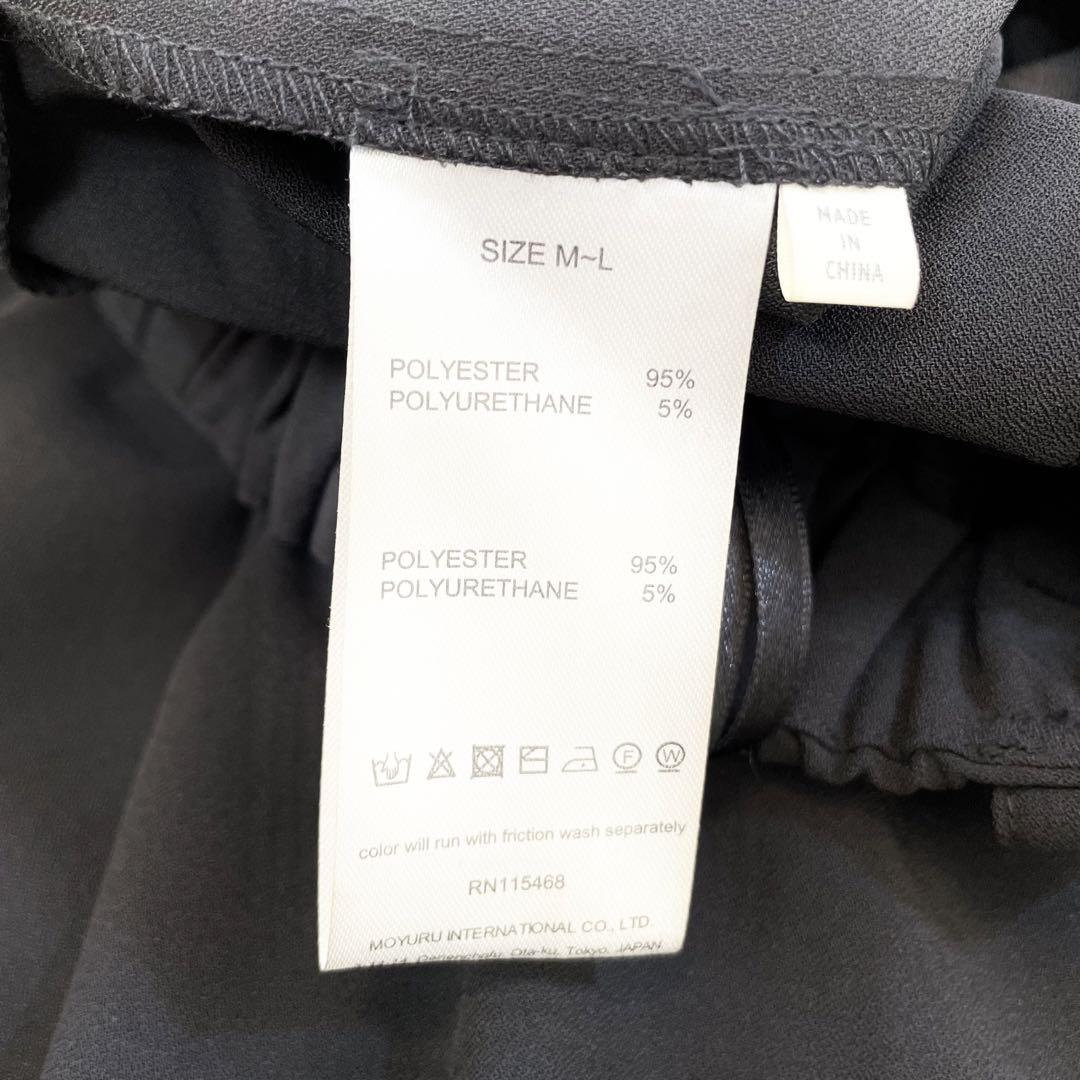 SIZE M~L
MADE
IN
CHINA
POLYESTER 95%
POLYURETHANE 5%
POLYESTER 95%
POLYURETHANE 5%
F W
color will run with friction wash separately
RN115468
MOYURU INTERNATIONAL CO., LTD.
Ota-ku, Tokyo, JAPAN